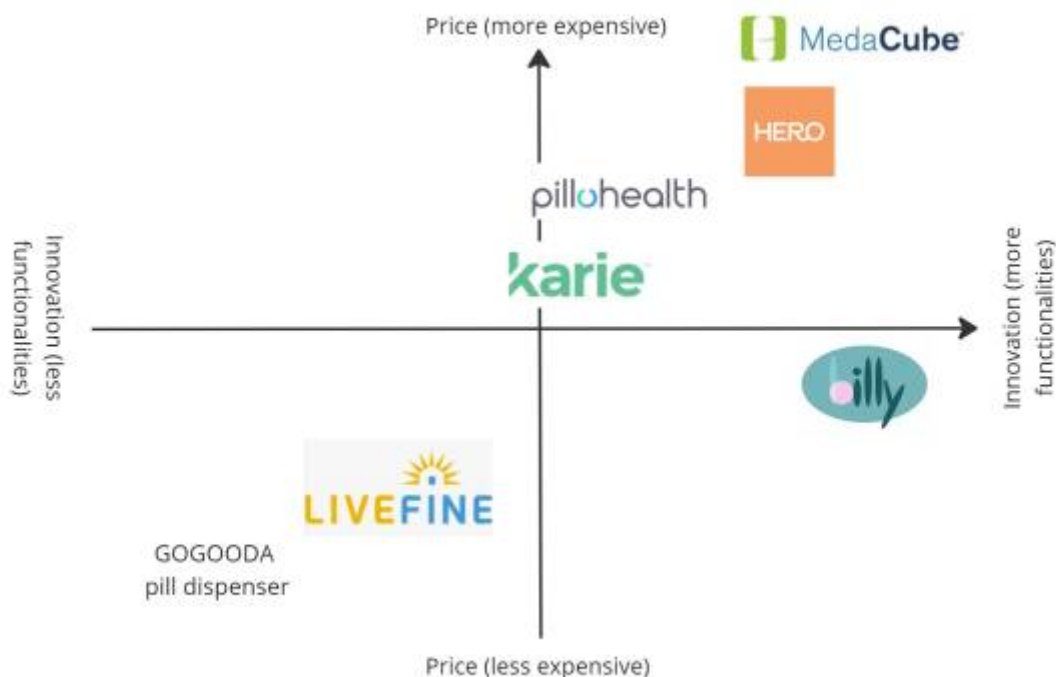 Price (more expensive)
MedaCube
HERO
pillohealth
karie
Innovation (less
functionalities)
Innovation (more
functionalities)
billy
LIVEFINE
GOGOODA
pill dispenser
Price (less expensive)